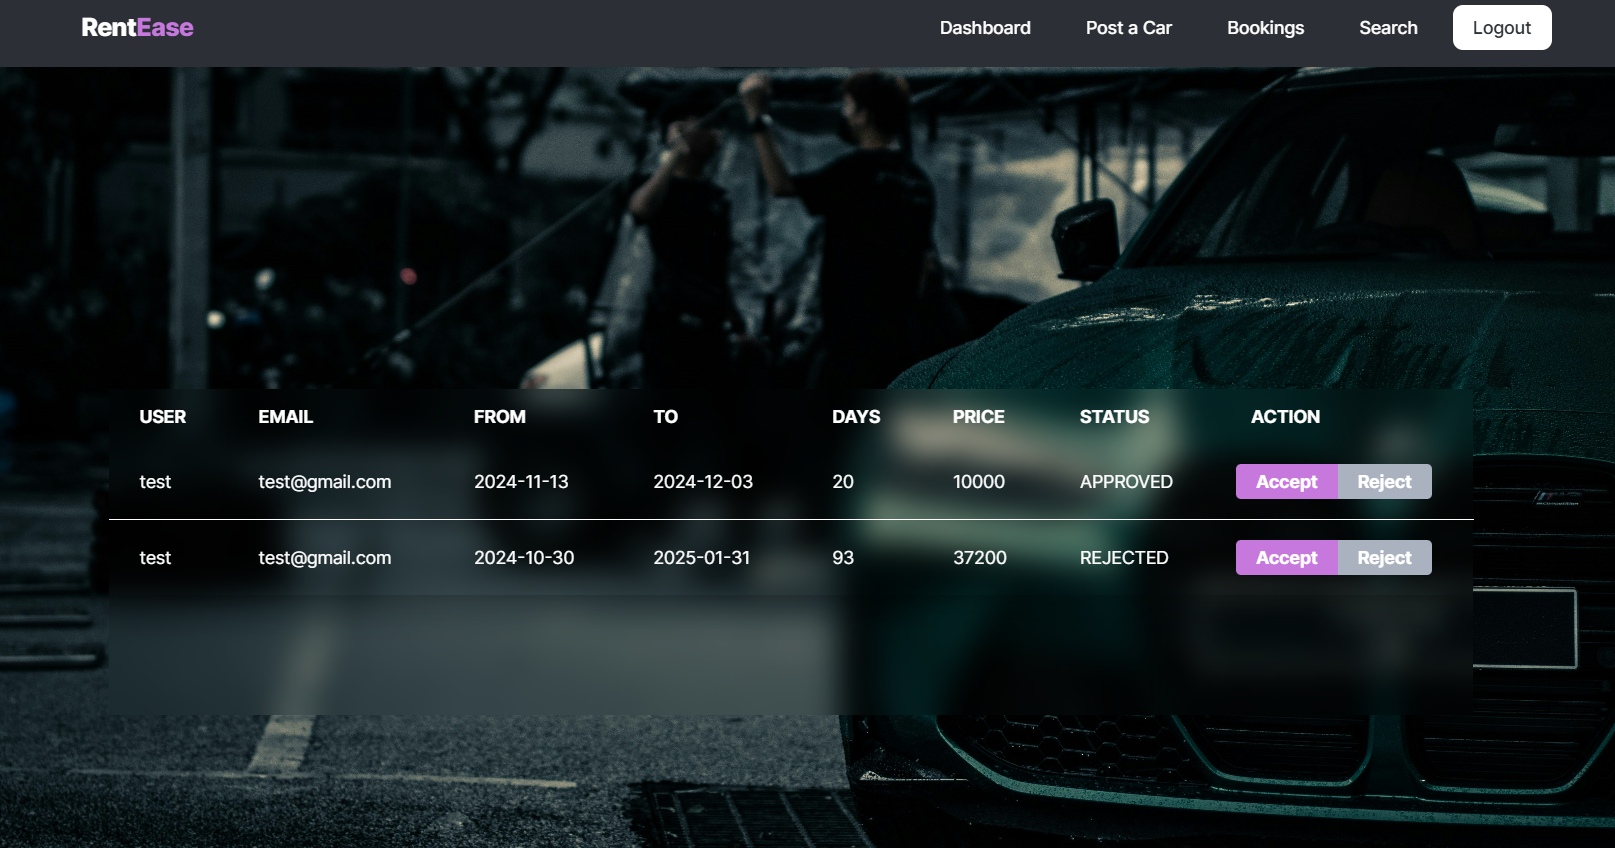 RentEase Dashboard Post a Car Bookings Search Logout
USER EMAIL FROM TO DAYS PRICE STATUS ACTION
test test@gmail.com 2024-11-13 2024-12-03 20 10000 APPROVED Accept Reject
test test@gmail.com 2024-10-30 2025-01-31 93 37200 REJECTED Accept Reject